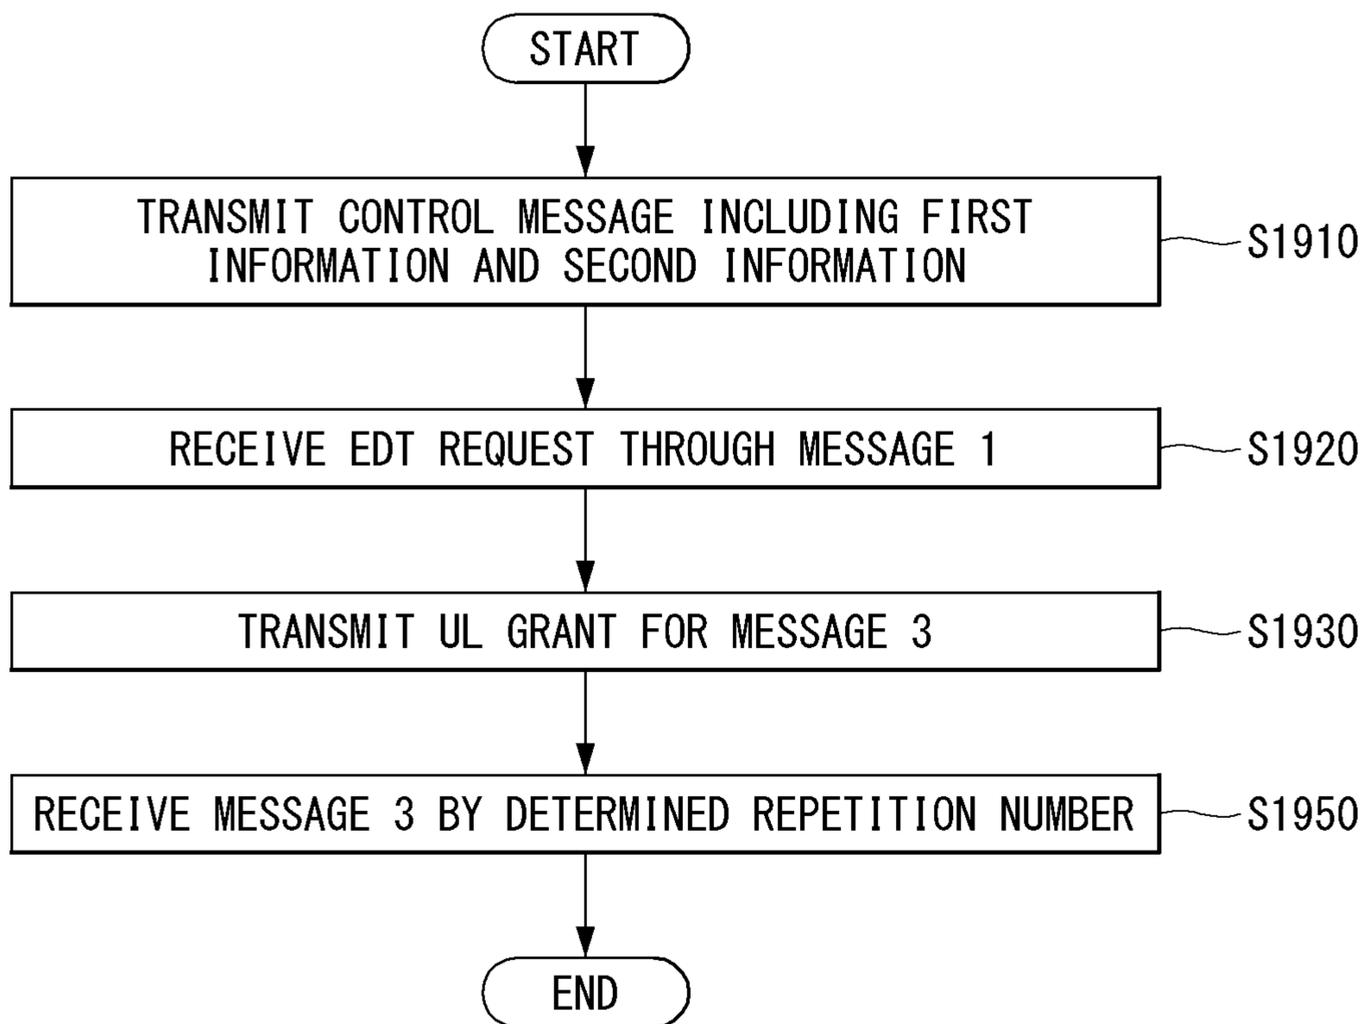 START
TRANSMIT CONTROL MESSAGE INCLUDING FIRST
INFORMATION AND SECOND INFORMATION
S1910
RECEIVE EDT REQUEST THROUGH MESSAGE 1
S1920
TRANSMIT UL GRANT FOR MESSAGE 3
S1930
RECEIVE MESSAGE 3 BY DETERMINED REPETITION NUMBER
S1950
END